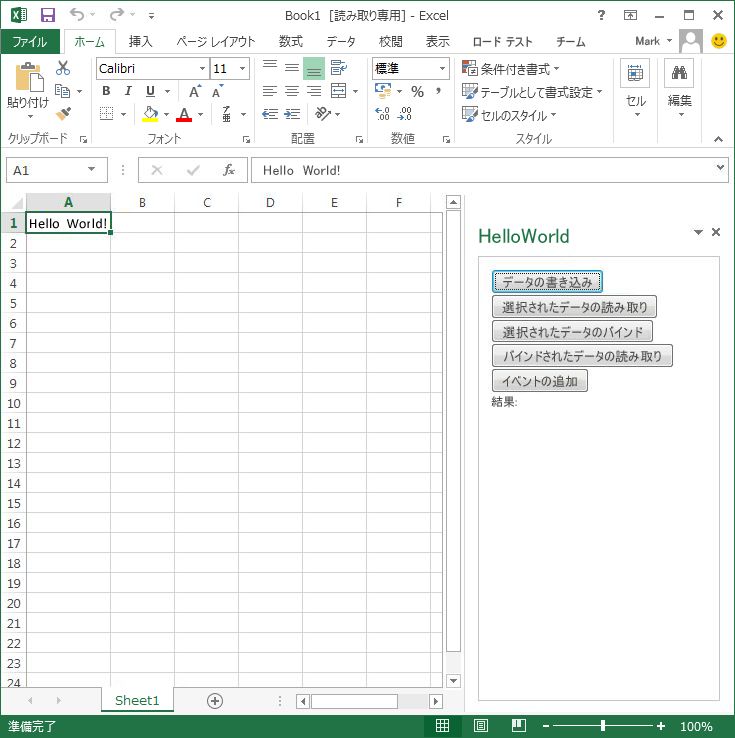 Book1 [読み取り専用] - Excel
ファイル ホーム 挿入 ページ レイアウト 数式 データ 校閲 表示 ロード テスト チーム Mark
貼り付け
Calibri 11
B I U A A
A 亜
標準
% ,
条件付き書式
テーブルとして書式設定
セルのスタイル
セル
編集
クリップボード フォント 配置 数値 スタイル
A1 fx Hello World!
A B C D E F
1 Hello World!
2
3
4
5
6
7
8
9
10
11
12
13
14
15
16
17
18
19
20
21
22
23
24
HelloWorld
データの書き込み
選択されたデータの読み取り
選択されたデータのバインド
バインドされたデータの読み取り
イベントの追加
結果:
Sheet1
準備完了 100%